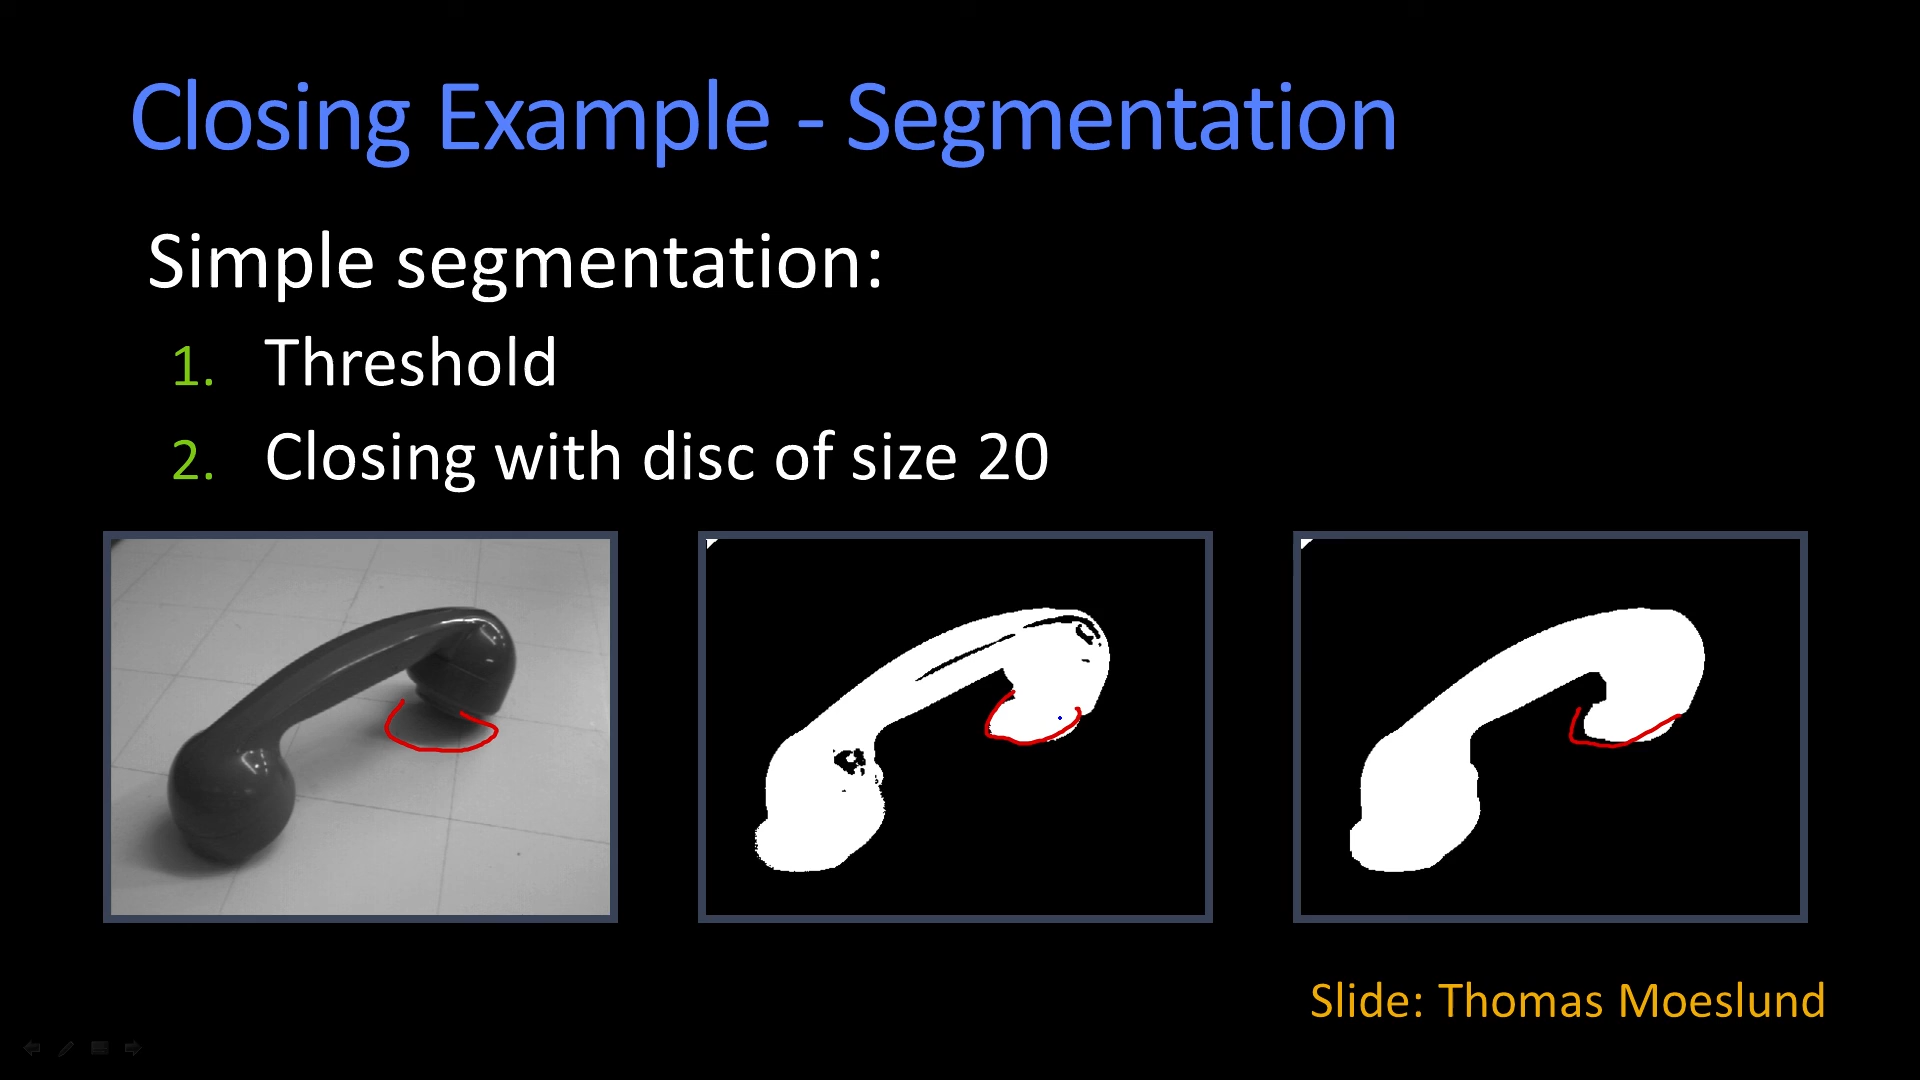 Closing Example - Segmentation
Simple segmentation:
1. Threshold
2. Closing with disc of size 20
Slide: Thomas Moeslund